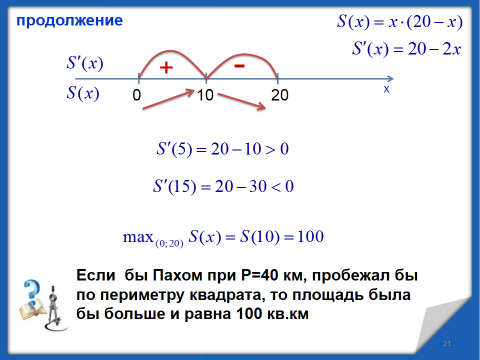 продолжение
S(x) = x·(20 − x)
S′(x) = 20 − 2x
S′(x)
+ −
S(x)
0 10 20 x
S′(5) = 20 − 10 > 0
S′(15) = 20 − 30 < 0
max₍₀;₂₀₎ S(x) = S(10) = 100
Если бы Пахом при P=40 км, пробежал бы
по периметру квадрата, то площадь была
бы больше и равна 100 кв.км
21